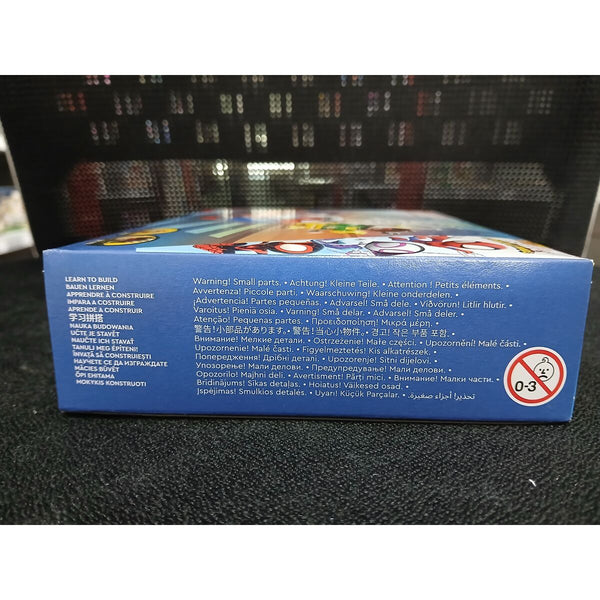 LEARN TO BUILD
BAUEN LERNEN
APPRENDRE À CONSTRUIRE
IMPARA A COSTRUIRE
APRENDE A CONSTRUIR
学习拼搭
NAUKA BUDOWANIA
UČTE JE STAVĚT
NAUČTE ICH STAVAŤ
TANULJ MEG ÉPÍTENI!
ÎNVAȚĂ SĂ CONSTRUIEȘTI
НАУЧЕТЕ СЕ ДА ИЗГРАЖДАТЕ
MĀCIES BŪVĒT
ÕPI EHITAMA
MOKYKIS KONSTRUOTI
Warning! Small parts. • Achtung! Kleine Teile. • Attention ! Petits éléments. •
Avvertenza! Piccole parti. • Waarschuwing! Kleine onderdelen. •
¡Advertencia! Partes pequeñas. • Advarsel! Små dele. • Viðvörun! Litlir hlutir. •
Varoitus! Pieniä osia. • Varning! Små delar. • Advarsel! Små deler. •
Atenção! Pequenas partes. • Προειδοποίηση! Μικρά μέρη. •
警告!小部品があります。• 警告!当心小物件。• 경고! 작은 부품 포함. •
Внимание! Мелкие детали. • Ostrzeżenie! Małe części. • Upozornění! Malé části. •
Upozornenie! Malé časti. • Figyelmeztetés! Kis alkatrészek. •
Попередження! Дрібні деталі. • Upozorenje! Sitni dijelovi. •
Упозорење! Мали делови. • Предупредување! Мали делови. •
Opozorilo! Majhni deli. • Avertisment! Părți mici. • Внимание! Малки части. •
Brīdinājums! Sīkas detaļas. • Hoiatus! Väikesed osad. •
Įspėjimas! Smulkios detalės. • Uyarı! Küçük Parçalar. • تحذير! أجزاء صغيرة.
0-3